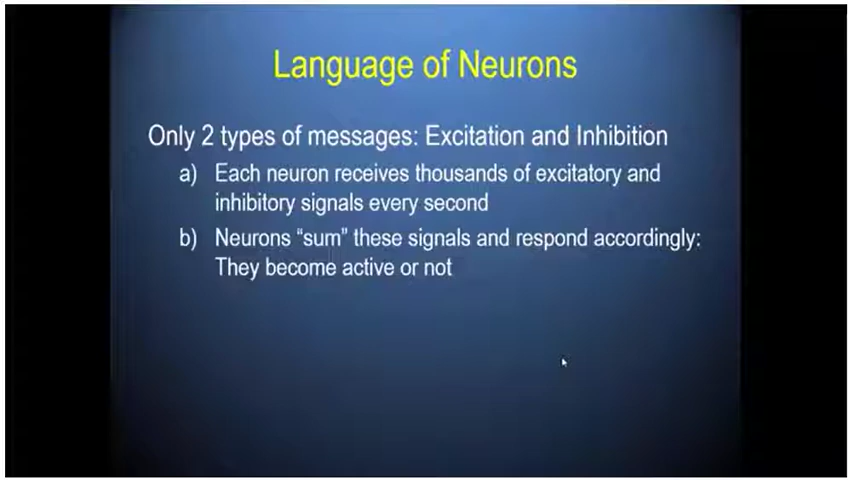 Language of Neurons
Only 2 types of messages: Excitation and Inhibition
a) Each neuron receives thousands of excitatory and
inhibitory signals every second
b) Neurons “sum” these signals and respond accordingly:
They become active or not